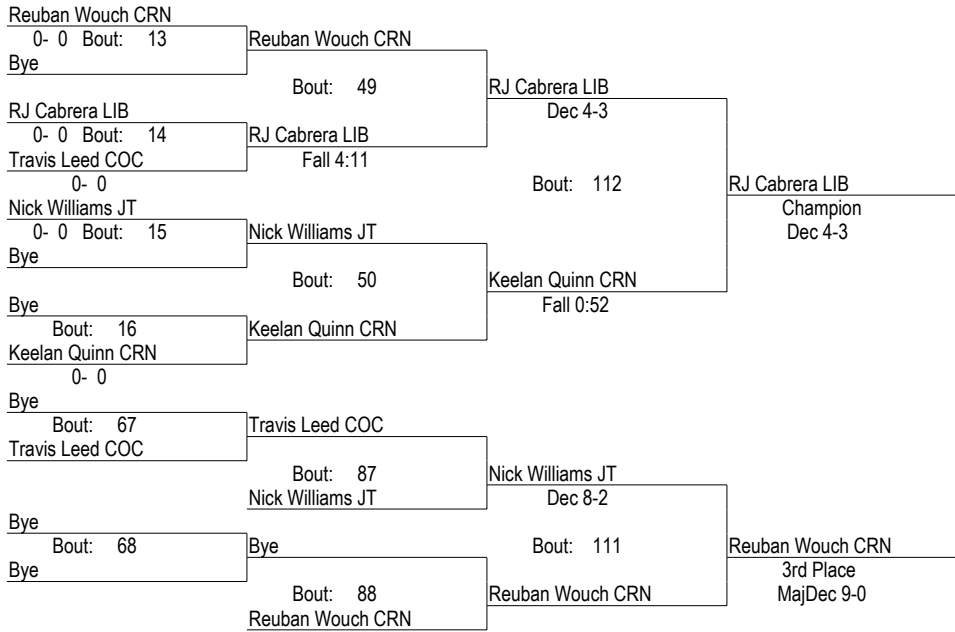 Reuban Wouch CRN
0- 0 Bout: 13
Reuban Wouch CRN
Bye
Bout: 49
RJ Cabrera LIB
RJ Cabrera LIB
Dec 4-3
0- 0 Bout: 14
RJ Cabrera LIB
Travis Leed COC
Fall 4:11
0- 0
Bout: 112
RJ Cabrera LIB
Nick Williams JT
Champion
0- 0 Bout: 15
Nick Williams JT
Dec 4-3
Bye
Bout: 50
Keelan Quinn CRN
Bye
Fall 0:52
Bout: 16
Keelan Quinn CRN
Keelan Quinn CRN
0- 0
Bye
Bout: 67
Travis Leed COC
Travis Leed COC
Bout: 87
Nick Williams JT
Nick Williams JT
Dec 8-2
Bye
Bout: 68
Bye
Bout: 111
Reuban Wouch CRN
Bye
3rd Place
Bout: 88
Reuban Wouch CRN
MajDec 9-0
Reuban Wouch CRN